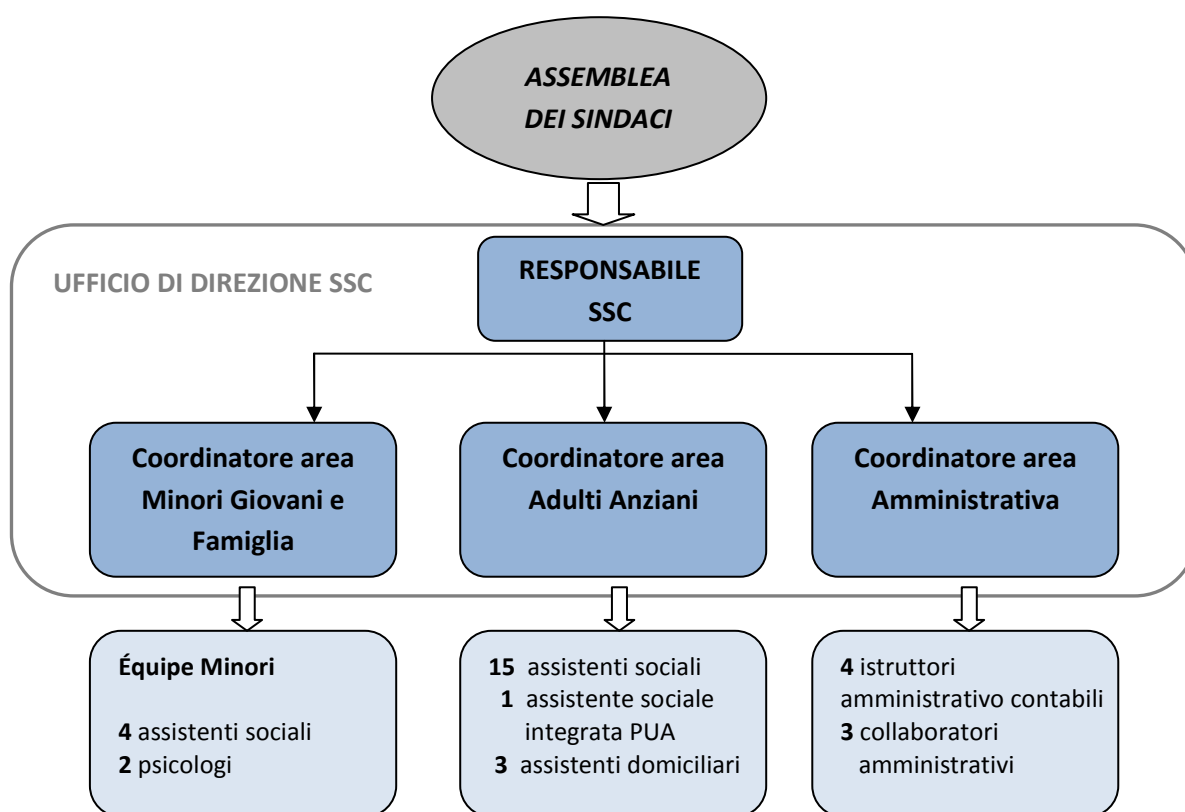 ASSEMBLEA
DEI SINDACI
UFFICIO DI DIREZIONE SSC
RESPONSABILE
SSC
Coordinatore area
Minori Giovani e
Famiglia
Coordinatore area
Adulti Anziani
Coordinatore area
Amministrativa
Équipe Minori
4 assistenti sociali
2 psicologi
15 assistenti sociali
1 assistente sociale
integrata PUA
3 assistenti domiciliari
4 istruttori
amministrativo contabili
3 collaboratori
amministrativi